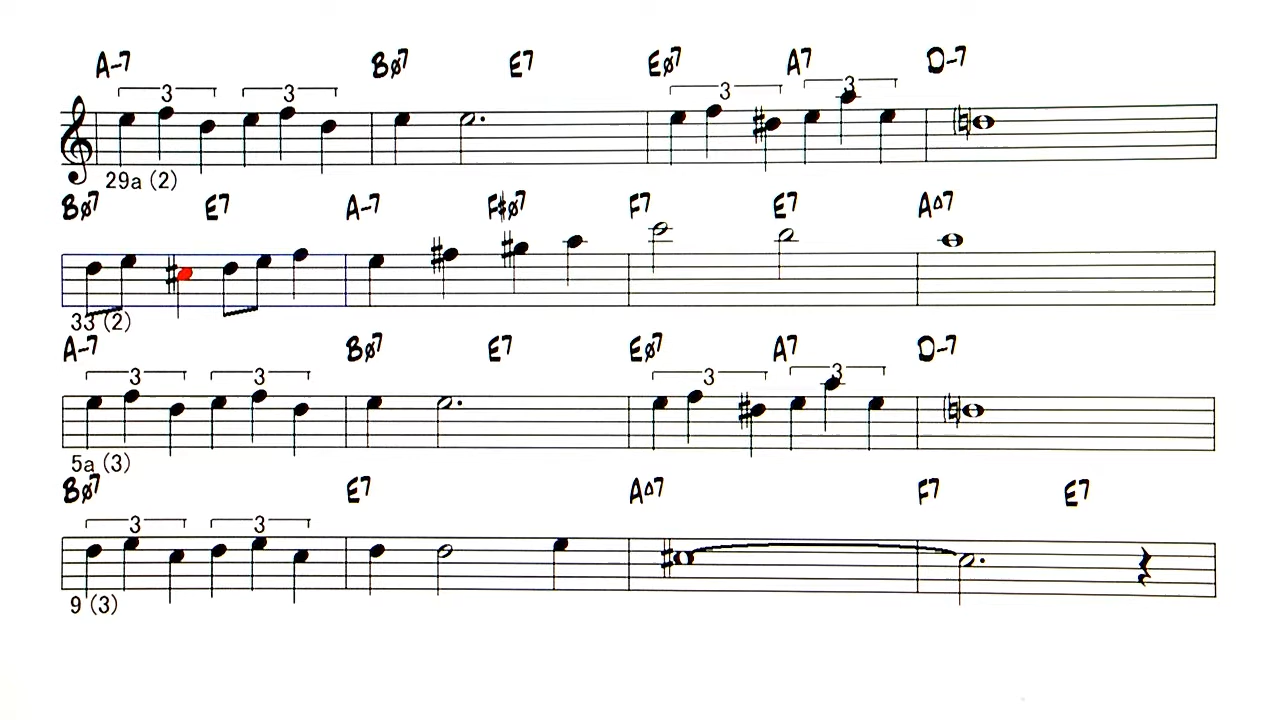 A-7 Bø7 E7 Eø7 A7 D-7
3 3 3 3
29a (2)
Bø7 E7 A-7 F#ø7 F7 E7 A△7
33 (2)
A-7 Bø7 E7 Eø7 A7 D-7
3 3 3 3
5a (3)
Bø7 E7 A△7 F7 E7
3 3
9 (3)